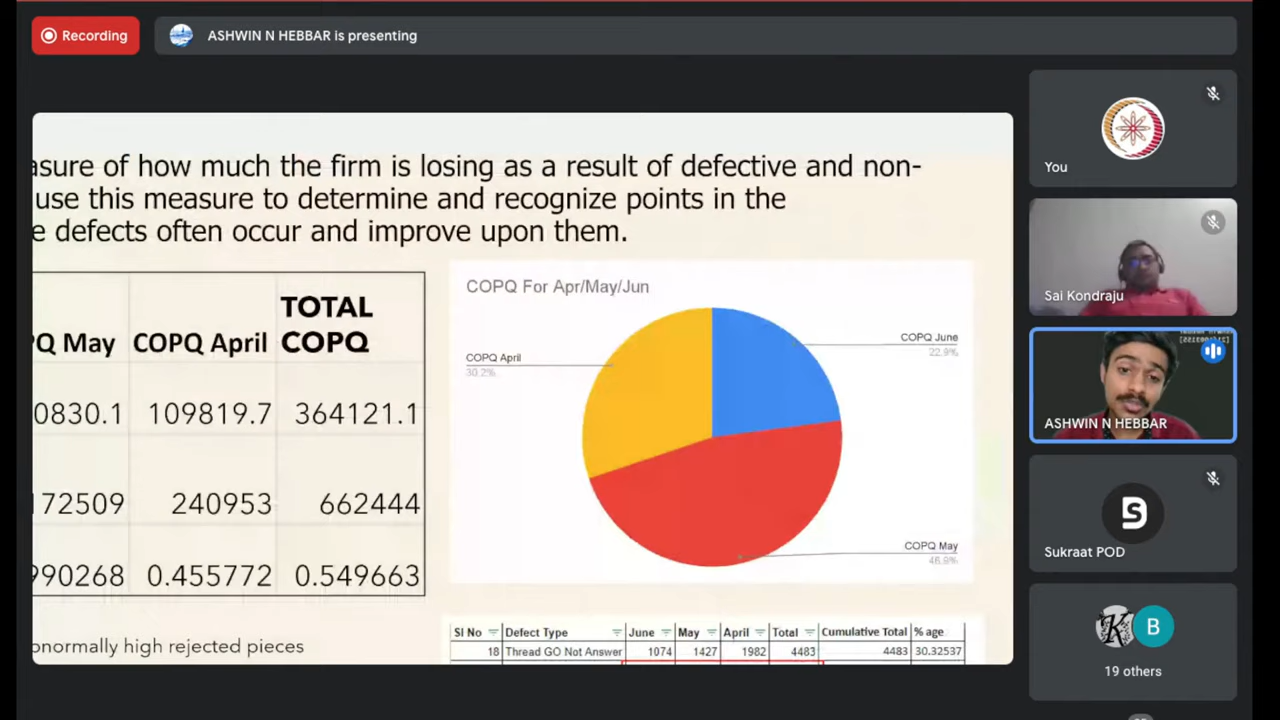 Recording
ASHWIN N HEBBAR is presenting
asure of how much the firm is losing as a result of defective and non-
use this measure to determine and recognize points in the
e defects often occur and improve upon them.
Q May COPQ April TOTAL COPQ
0830.1 109819.7 364121.1
172509 240953 662444
990268 0.455772 0.549663
onormally high rejected pieces
COPQ For Apr/May/Jun
COPQ June
22.9%
COPQ April
30.2%
COPQ May
46.9%
Sl No Defect Type June May April Total Cumulative Total % age
18 Thread GO Not Answer 1074 1427 1982 4483 4483 30.32537
You
Sai Kondraju
ASHWIN N HEBBAR
S
Sukraat POD
K B
19 others